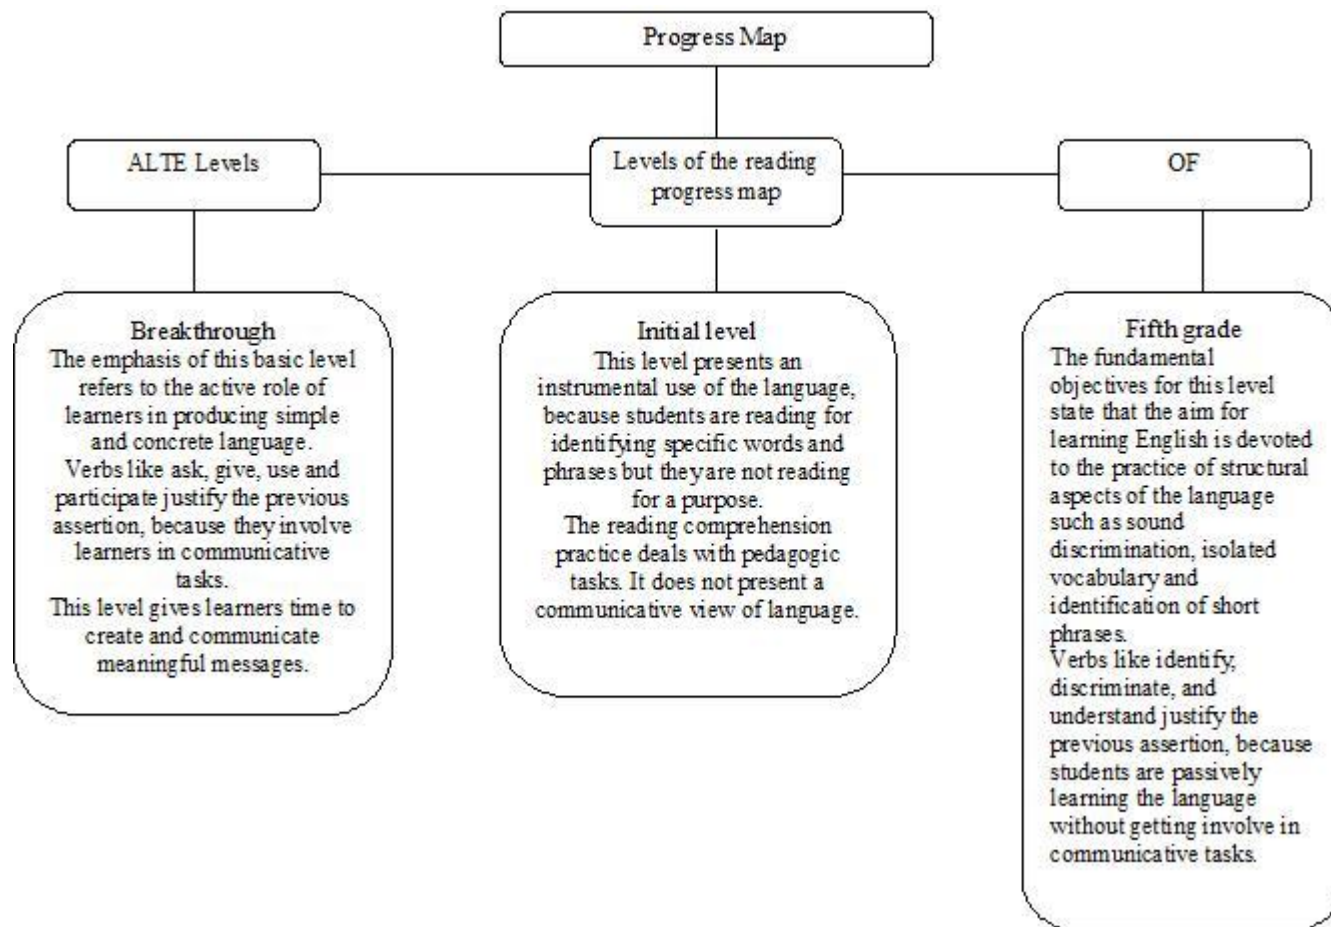 Progress Map
ALTE Levels
Levels of the reading
progress map
OF
Breakthrough
The emphasis of this basic level
refers to the active role of
learners in producing simple
and concrete language.
Verbs like ask, give, use and
participate justify the previous
assertion, because they involve
learners in communicative
tasks.
This level gives learners time to
create and communicate
meaningful messages.
Initial level
This level presents an
instrumental use of the language,
because students are reading for
identifying specific words and
phrases but they are not reading
for a purpose.
The reading comprehension
practice deals with pedagogic
tasks. It does not present a
communicative view of language.
Fifth grade
The fundamental
objectives for this level
state that the aim for
learning English is devoted
to the practice of structural
aspects of the language
such as sound
discrimination, isolated
vocabulary and
identification of short
phrases.
Verbs like identify,
discriminate, and
understand justify the
previous assertion, because
students are passively
learning the language
without getting involve in
communicative tasks.